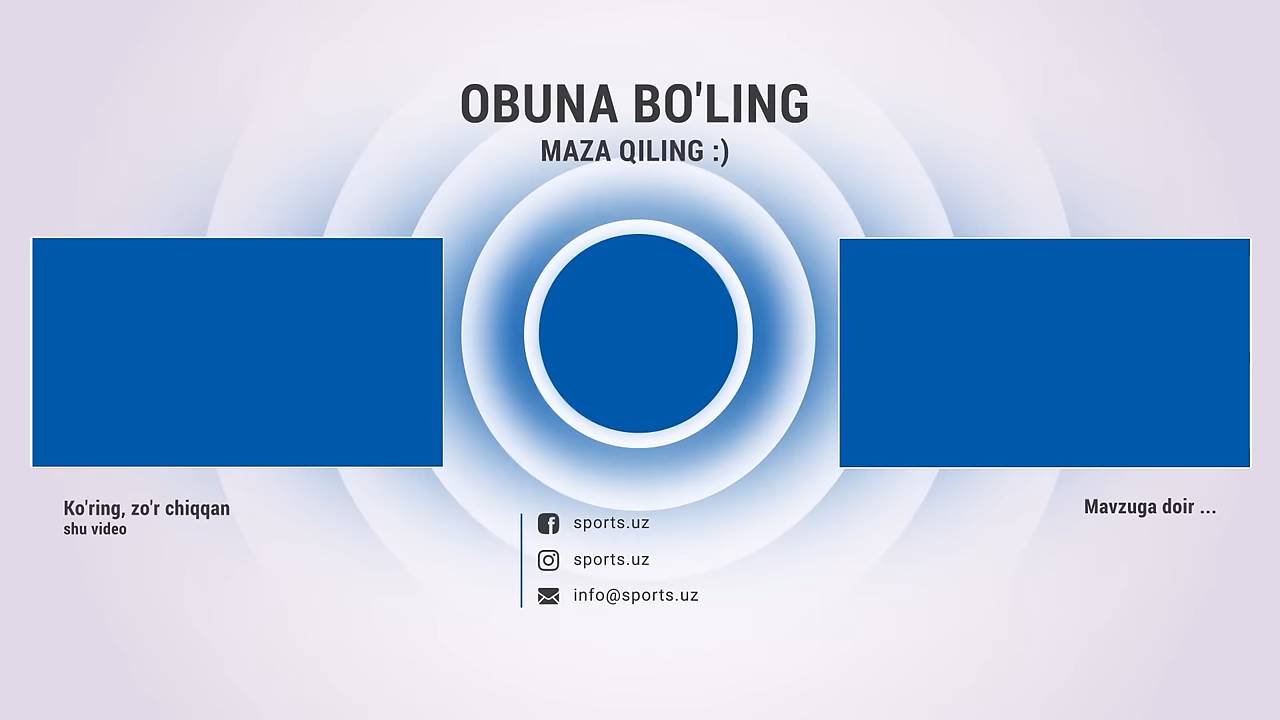 OBUNA BO'LING
MAZA QILING :)
Ko'ring, zo'r chiqqan
shu video
Mavzuga doir ...
sports.uz
sports.uz
info@sports.uz